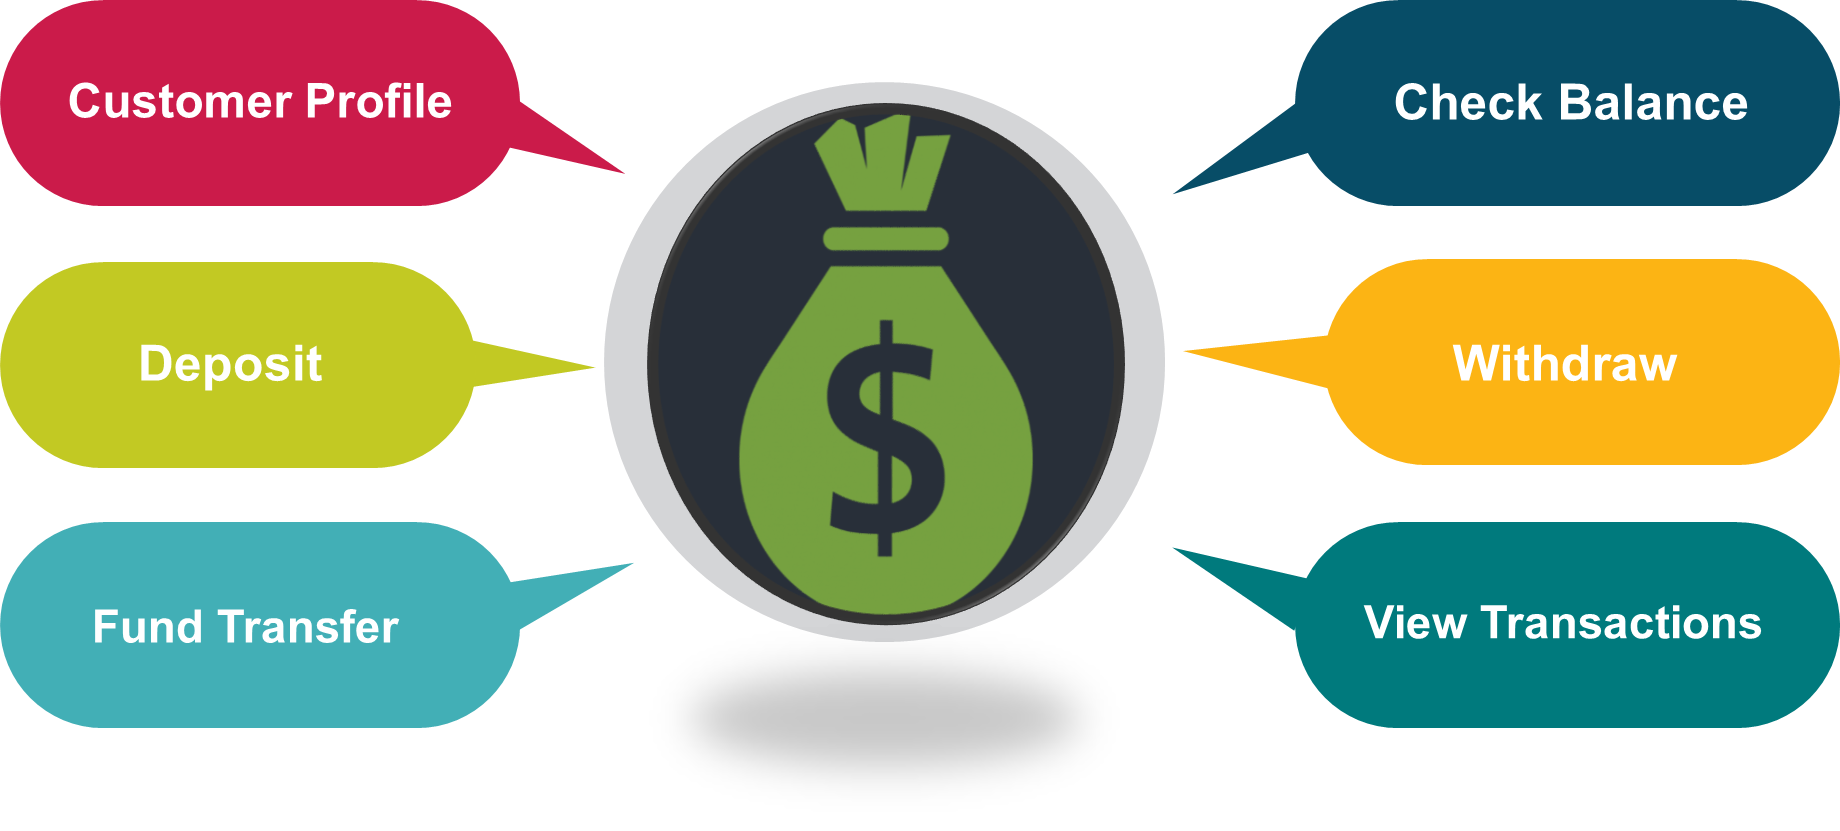 Customer Profile
Check Balance
Deposit
$
Withdraw
Fund Transfer
View Transactions